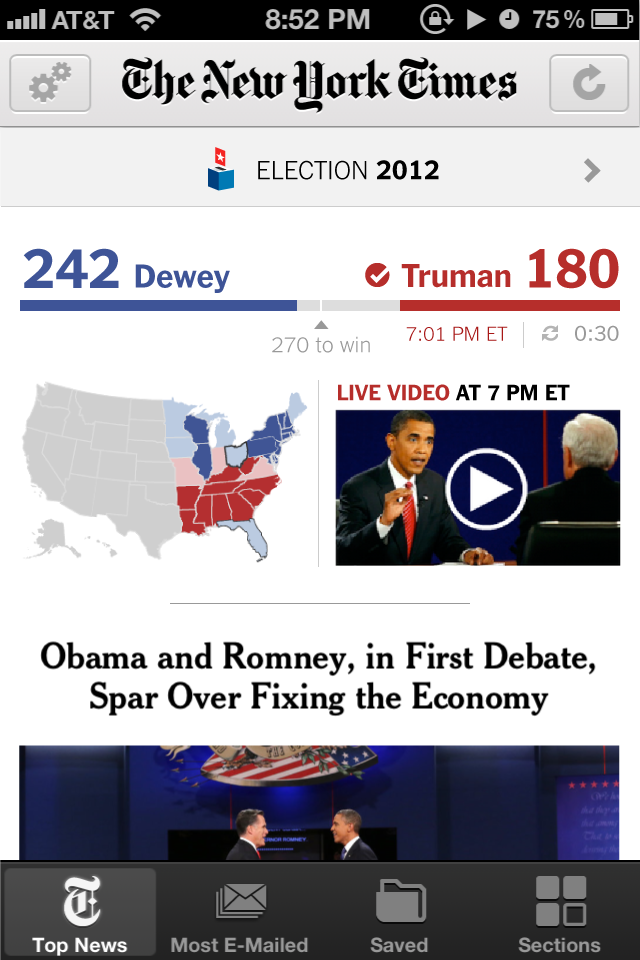 AT&T 8:52 PM 75%
The New York Times
ELECTION 2012
242 Dewey Truman 180
270 to win 7:01 PM ET 0:30
LIVE VIDEO AT 7 PM ET
Obama and Romney, in First Debate,
Spar Over Fixing the Economy
Top News Most E-Mailed Saved Sections